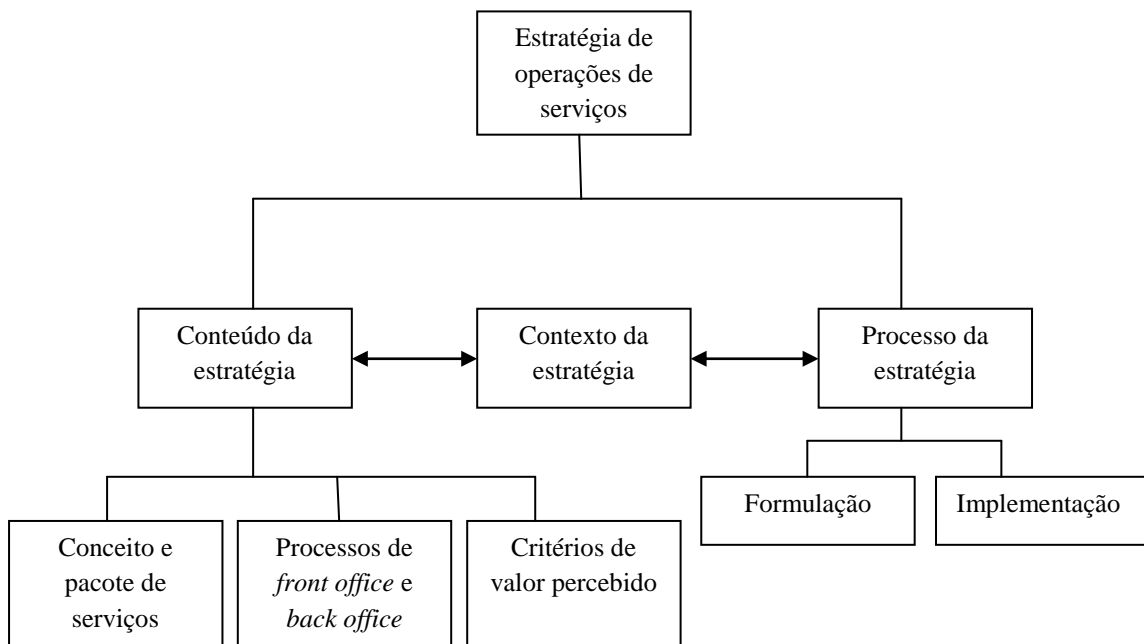 Estratégia de
operações de
serviços
Conteúdo da
estratégia
Contexto da
estratégia
Processo da
estratégia
Formulação
Implementação
Conceito e
pacote de
serviços
Processos de
front office e
back office
Critérios de
valor percebido